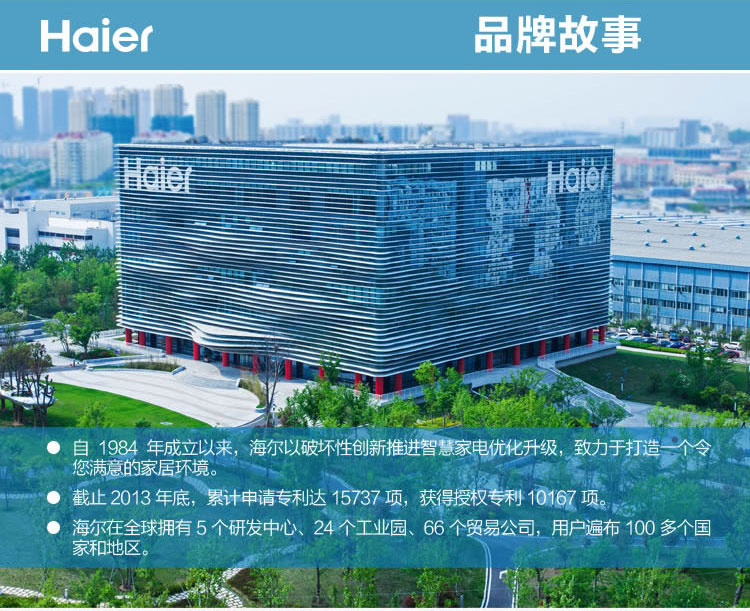 Haier 品牌故事
Haier Haier
● 自 1984 年成立以来，海尔以破坏性创新推进智慧家电优化升级，致力于打造一个令
您满意的家居环境。
● 截止 2013 年底，累计申请专利达 15737 项，获得授权专利 10167 项。
● 海尔在全球拥有 5 个研发中心、24 个工业园、66 个贸易公司，用户遍布 100 多个国
家和地区。